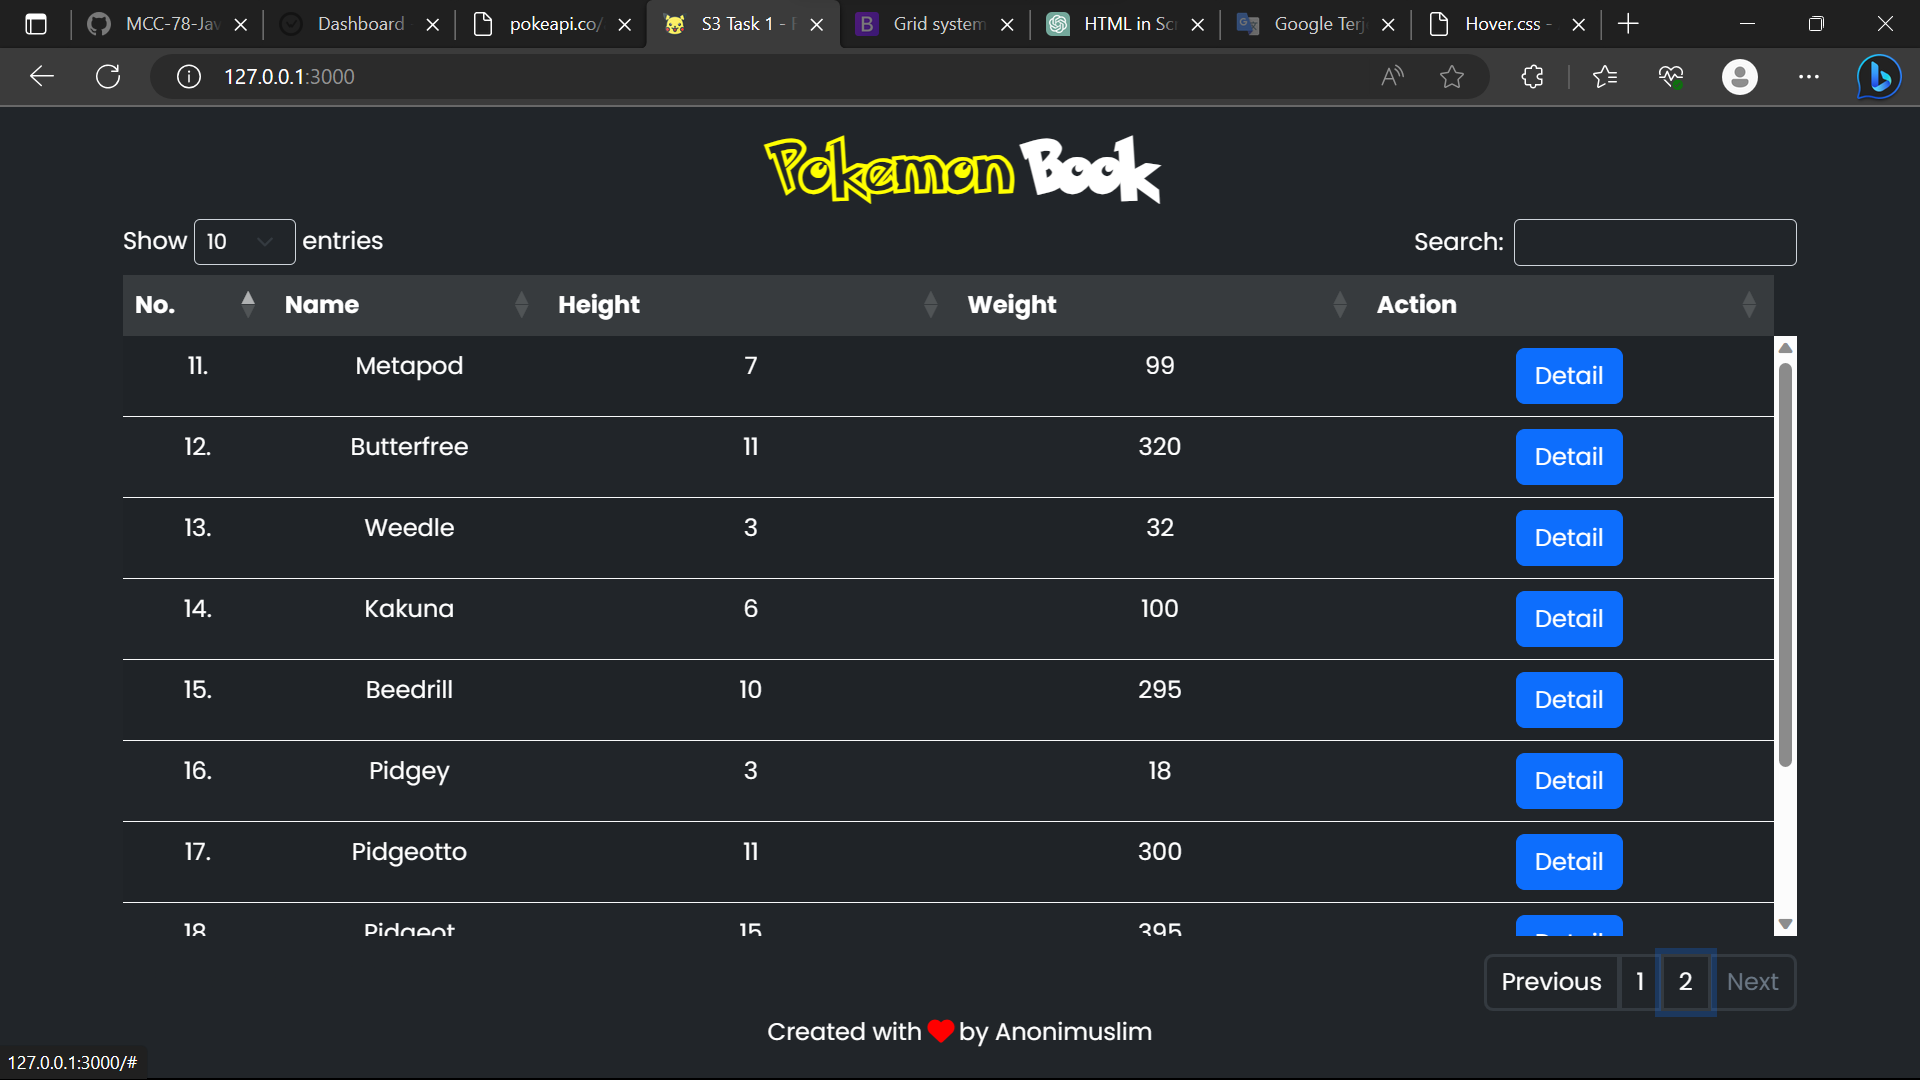 MCC-78-Jav
Dashboard
pokeapi.co/
S3 Task 1 -
Grid system
HTML in Scr
Google Terj
Hover.css -
127.0.0.1:3000
Pokemon Book
Show 10 entries
Search:
No. Name Height Weight Action
11. Metapod 7 99 Detail
12. Butterfree 11 320 Detail
13. Weedle 3 32 Detail
14. Kakuna 6 100 Detail
15. Beedrill 10 295 Detail
16. Pidgey 3 18 Detail
17. Pidgeotto 11 300 Detail
18 Pidgeot 15 395 Detail
Previous 1 2 Next
Created with ❤ by Anonimuslim
127.0.0.1:3000/#